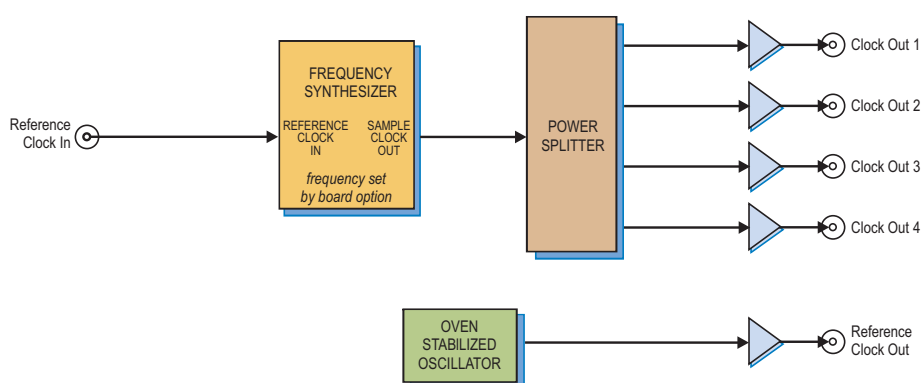 Reference
Clock In
FREQUENCY
SYNTHESIZER
REFERENCE
CLOCK
IN
SAMPLE
CLOCK
OUT
frequency set
by board option
POWER
SPLITTER
Clock Out 1
Clock Out 2
Clock Out 3
Clock Out 4
OVEN
STABILIZED
OSCILLATOR
Reference
Clock Out